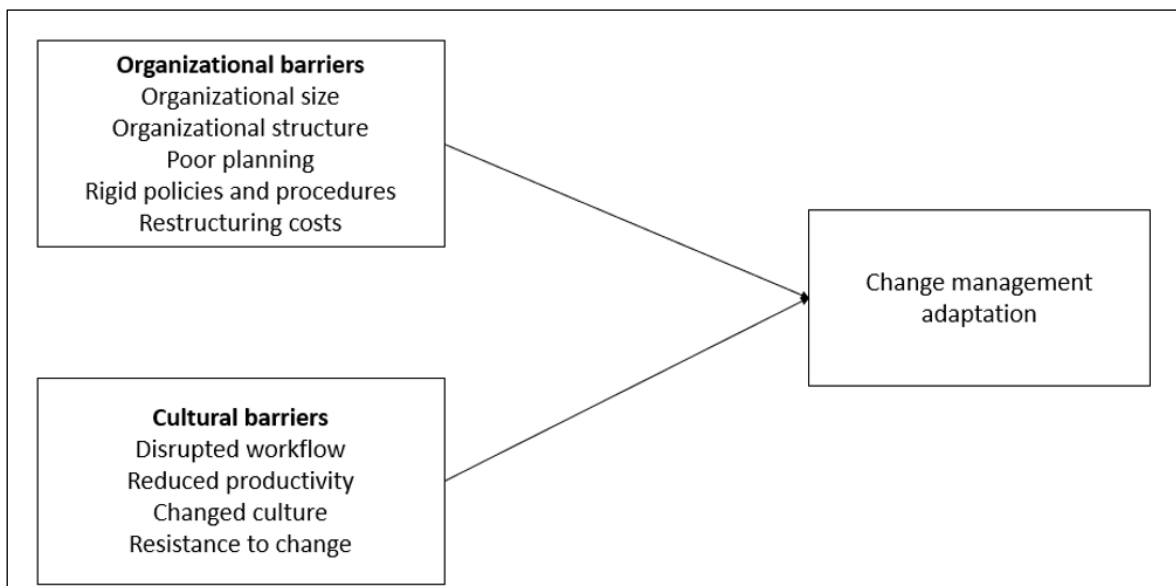 Organizational barriers
Organizational size
Organizational structure
Poor planning
Rigid policies and procedures
Restructuring costs
Change management
adaptation
Cultural barriers
Disrupted workflow
Reduced productivity
Changed culture
Resistance to change